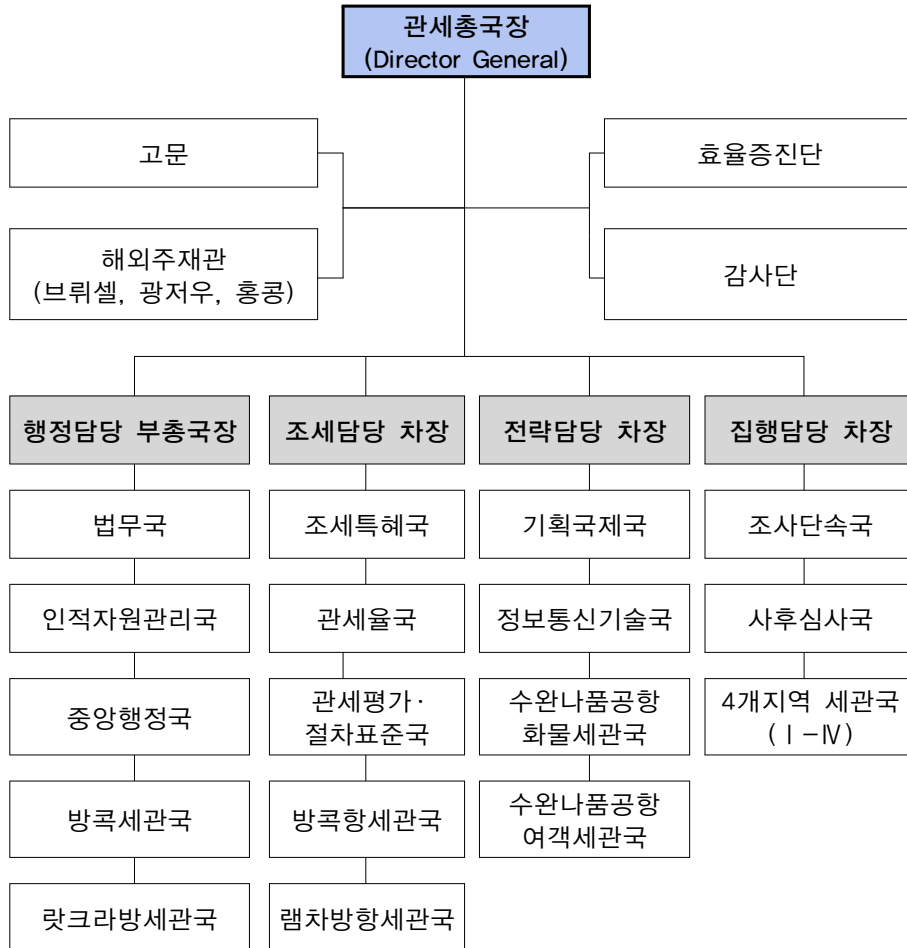 관세총국장
(Director General)
고문
효율증진단
해외주재관
(브뤼셀, 광저우, 홍콩)
감사단
행정담당 부총국장
조세담당 차장
전략담당 차장
집행담당 차장
법무국
조세특혜국
기획국제국
조사단속국
인적자원관리국
관세율국
정보통신기술국
사후심사국
중앙행정국
관세평가·
절차표준국
수완나품공항
화물세관국
4개지역 세관국
(Ⅰ-Ⅳ)
방콕세관국
방콕항세관국
수완나품공항
여객세관국
랏크라방세관국
램차방항세관국